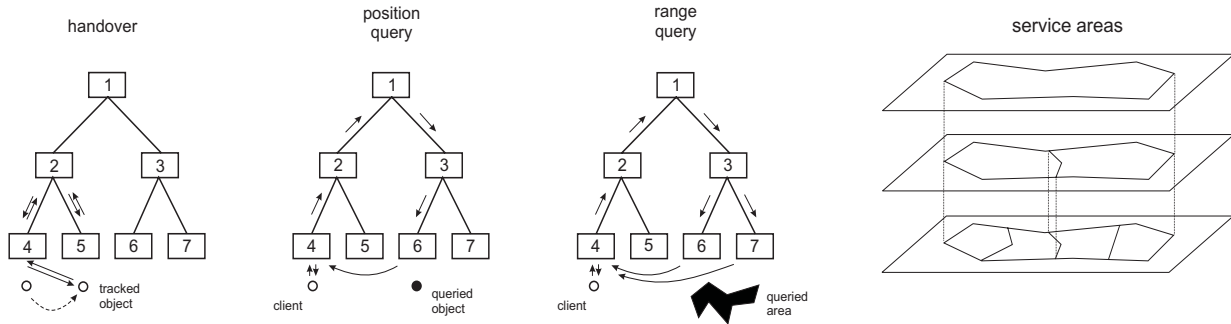 handover
1
2
3
4
5
6
7
tracked
object
position
query
1
2
3
4
5
6
7
client
queried
object
range
query
1
2
3
4
5
6
7
client
queried
area
service areas